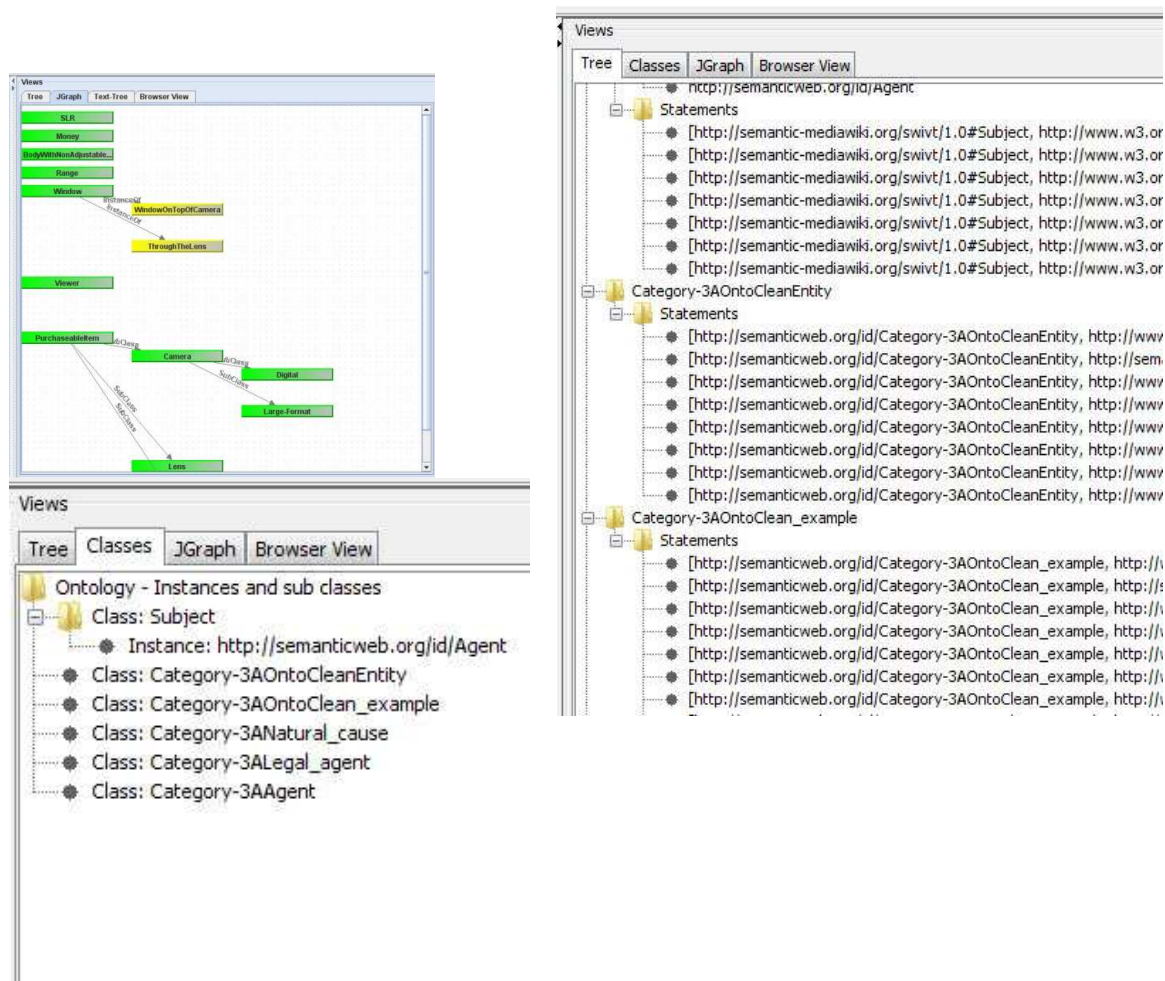 Views
Tree JGraph Text-Tree Browser View
SLR
Money
BodyWithNonAdjustable...
Range
Window
InstanceOf
InstanceOf
WindowOnTopOfCamera
ThroughTheLens
Viewer
PurchaseableItem
SubClass
Camera
SubClass
SubClass
Digital
Large-Format
SubClass
SubClass
Lens
Views
Tree Classes JGraph Browser View
Ontology - Instances and sub classes
Class: Subject
Instance: http://semanticweb.org/id/Agent
Class: Category-3AOntoCleanEntity
Class: Category-3AOntoClean_example
Class: Category-3ANatural_cause
Class: Category-3ALegal_agent
Class: Category-3AAgent
Views
Tree Classes JGraph Browser View
http://semanticweb.org/id/Agent
Statements
[http://semantic-mediawiki.org/swivt/1.0#Subject, http://www.w3.or
[http://semantic-mediawiki.org/swivt/1.0#Subject, http://www.w3.or
[http://semantic-mediawiki.org/swivt/1.0#Subject, http://www.w3.or
[http://semantic-mediawiki.org/swivt/1.0#Subject, http://www.w3.or
[http://semantic-mediawiki.org/swivt/1.0#Subject, http://www.w3.or
[http://semantic-mediawiki.org/swivt/1.0#Subject, http://www.w3.or
[http://semantic-mediawiki.org/swivt/1.0#Subject, http://www.w3.or
Category-3AOntoCleanEntity
Statements
[http://semanticweb.org/id/Category-3AOntoCleanEntity, http://www
[http://semanticweb.org/id/Category-3AOntoCleanEntity, http://sem
[http://semanticweb.org/id/Category-3AOntoCleanEntity, http://www
[http://semanticweb.org/id/Category-3AOntoCleanEntity, http://www
[http://semanticweb.org/id/Category-3AOntoCleanEntity, http://www
[http://semanticweb.org/id/Category-3AOntoCleanEntity, http://www
[http://semanticweb.org/id/Category-3AOntoCleanEntity, http://www
[http://semanticweb.org/id/Category-3AOntoCleanEntity, http://www
Category-3AOntoClean_example
Statements
[http://semanticweb.org/id/Category-3AOntoClean_example, http://w
[http://semanticweb.org/id/Category-3AOntoClean_example, http://s
[http://semanticweb.org/id/Category-3AOntoClean_example, http://w
[http://semanticweb.org/id/Category-3AOntoClean_example, http://w
[http://semanticweb.org/id/Category-3AOntoClean_example, http://w
[http://semanticweb.org/id/Category-3AOntoClean_example, http://w
[http://semanticweb.org/id/Category-3AOntoClean_example, http://w